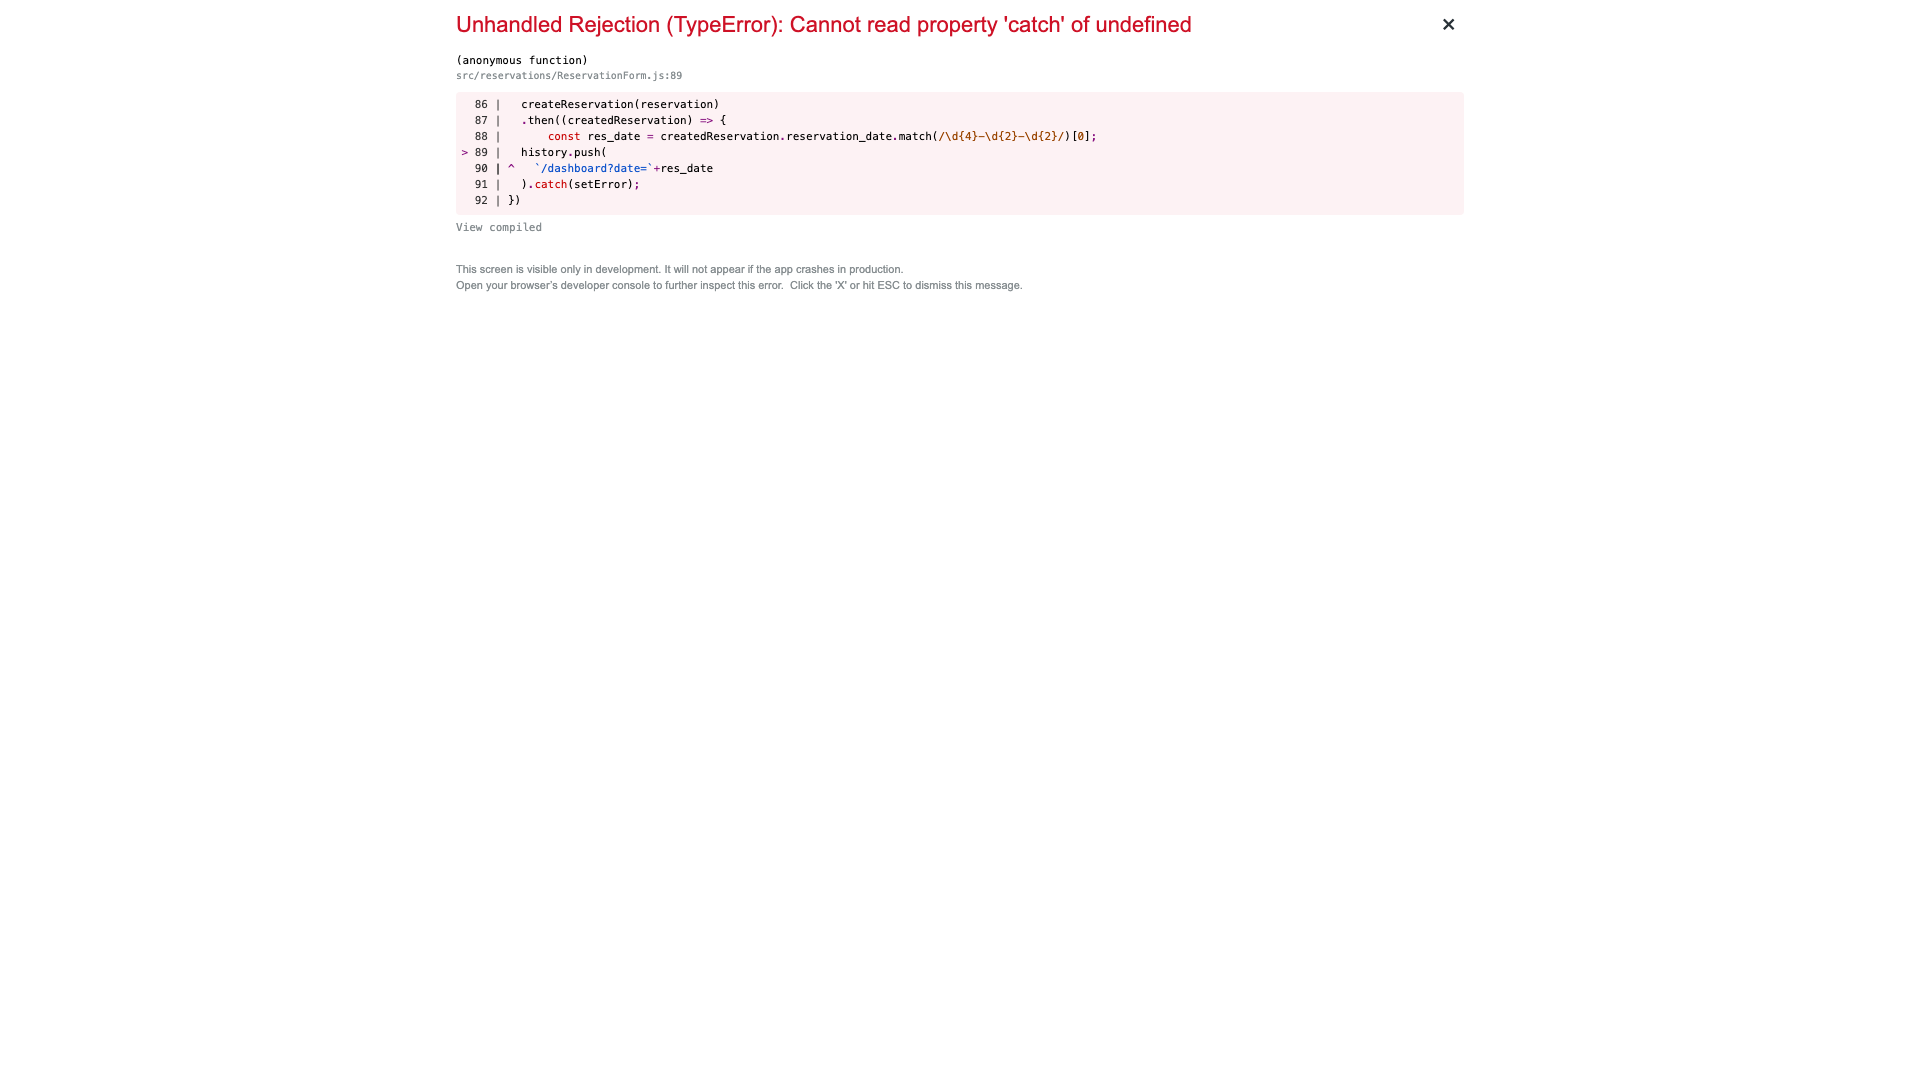 Unhandled Rejection (TypeError): Cannot read property 'catch' of undefined
×
(anonymous function)
src/reservations/ReservationForm.js:89
  86 |   createReservation(reservation)
  87 |   .then((createdReservation) => {
  88 |       const res_date = createdReservation.reservation_date.match(/\d{4}-\d{2}-\d{2}/)[0];
> 89 |   history.push(
  90 | ^   `/dashboard?date=`+res_date
  91 |   ).catch(setError);
  92 | })
View compiled
This screen is visible only in development. It will not appear if the app crashes in production.
Open your browser’s developer console to further inspect this error.  Click the 'X' or hit ESC to dismiss this message.